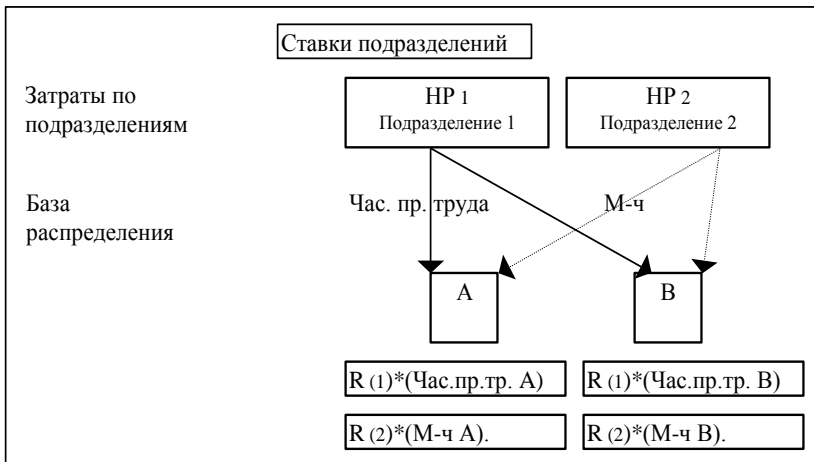 Ставки подразделений
Затраты по
подразделениям
НР 1
Подразделение 1
НР 2
Подразделение 2
База
распределения
Час. пр. труда
М-ч
А
В
R (1)*(Час.пр.тр. А)
R (1)*(Час.пр.тр. В)
R (2)*(М-ч А).
R (2)*(М-ч В).